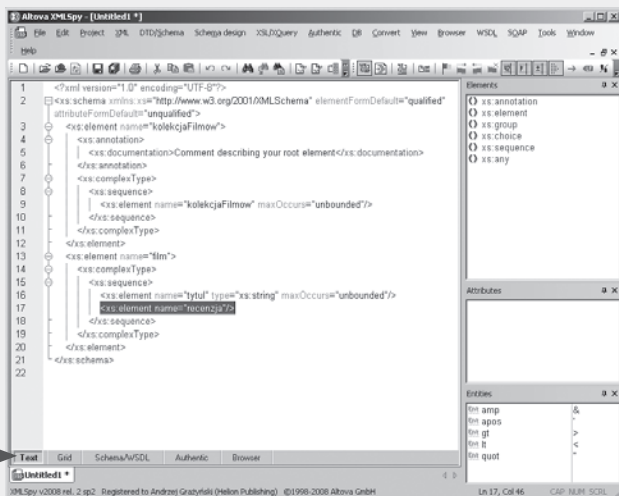 Altova XMLSpy - [Untitled1 *]
File Edit Project XML DTD/Schema Schema design XSL/XQuery Authentic DB Convert View Browser WSDL SOAP Tools Window
Help
1 <?xml version="1.0" encoding="UTF-8"?>
2 <xs:schema xmlns:xs="http://www.w3.org/2001/XMLSchema" elementFormDefault="qualified"
attributeFormDefault="unqualified">
3 <xs:element name="kolekcjaFilmow">
4 <xs:annotation>
5 <xs:documentation>Comment describing your root element</xs:documentation>
6 </xs:annotation>
7 <xs:complexType>
8 <xs:sequence>
9 <xs:element name="kolekcjaFilmow" maxOccurs="unbounded"/>
10 </xs:sequence>
11 </xs:complexType>
12 </xs:element>
13 <xs:element name="film">
14 <xs:complexType>
15 <xs:sequence>
16 <xs:element name="tytul" type="xs:string" maxOccurs="unbounded"/>
17 <xs:element name="recenzja"/>
18 </xs:sequence>
19 </xs:complexType>
20 </xs:element>
21 </xs:schema>
22
Elements
xs:annotation
xs:element
xs:group
xs:choice
xs:sequence
xs:any
Attributes
Entities
Ent amp &
Ent apos '
Ent gt >
Ent lt <
Ent quot "
Text Grid Schema/WSDL Authentic Browser
Untitled1 *
XMLSpy v2008 rel. 2 sp2 Registered to Andrzej Grażyński (Helion Publishing) ©1998-2008 Altova GmbH Ln 17, Col 46 CAP NUM SCRL